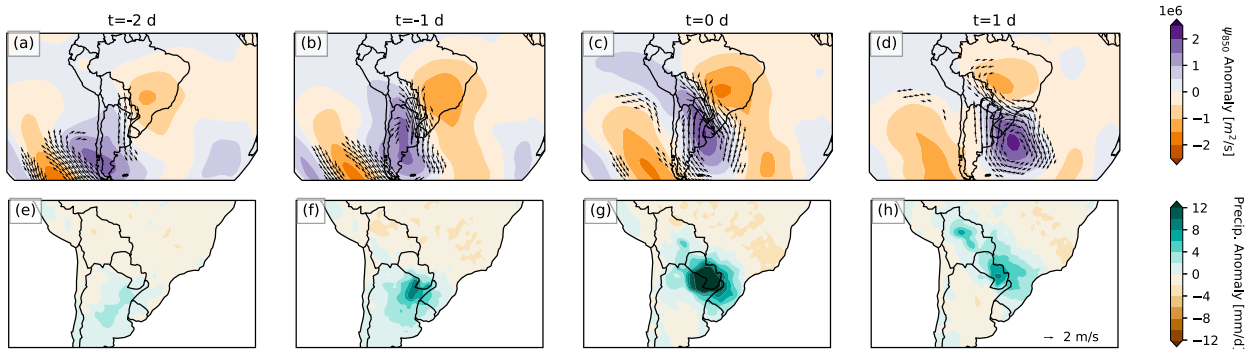 t=-2 d
t=-1 d
t=0 d
t=1 d
(a)
(b)
(c)
(d)
1e6
2
1
0
−1
−2
ψ850 Anomaly [m²/s]
(e)
(f)
(g)
(h)
→ 2 m/s
12
8
4
0
−4
−8
−12
Precip. Anomaly [mm/d]